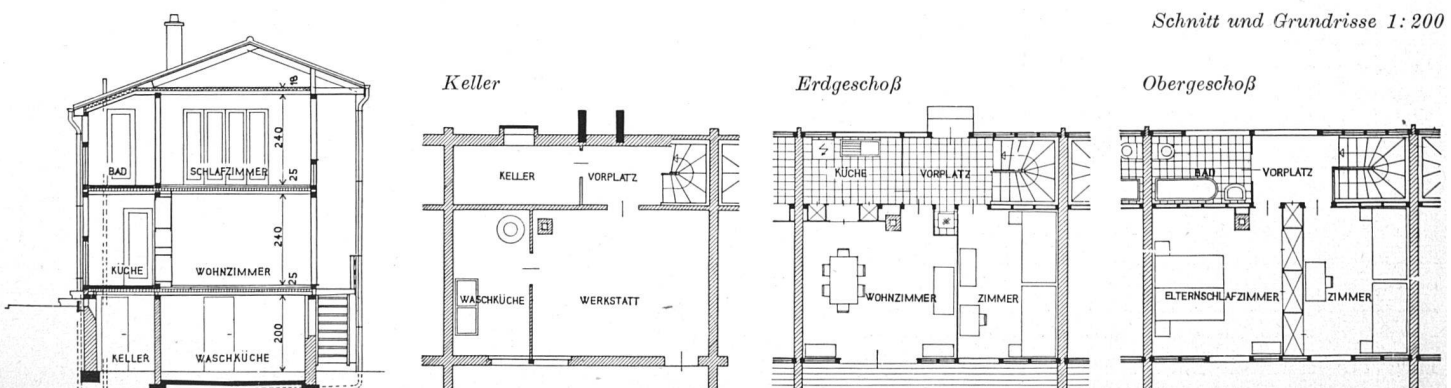 Schnitt und Grundrisse 1:200
18
240
BAD
SCHLAFZIMMER
25
240
KÜCHE
WOHNZIMMER
25
200
KELLER
WASCHKÜCHE
Keller
KELLER
VORPLATZ
WASCHKÜCHE
WERKSTATT
Erdgeschoß
KÜCHE
VORPLATZ
WOHNZIMMER
ZIMMER
Obergeschoß
BAD
VORPLATZ
ELTERNSCHLAFZIMMER
ZIMMER